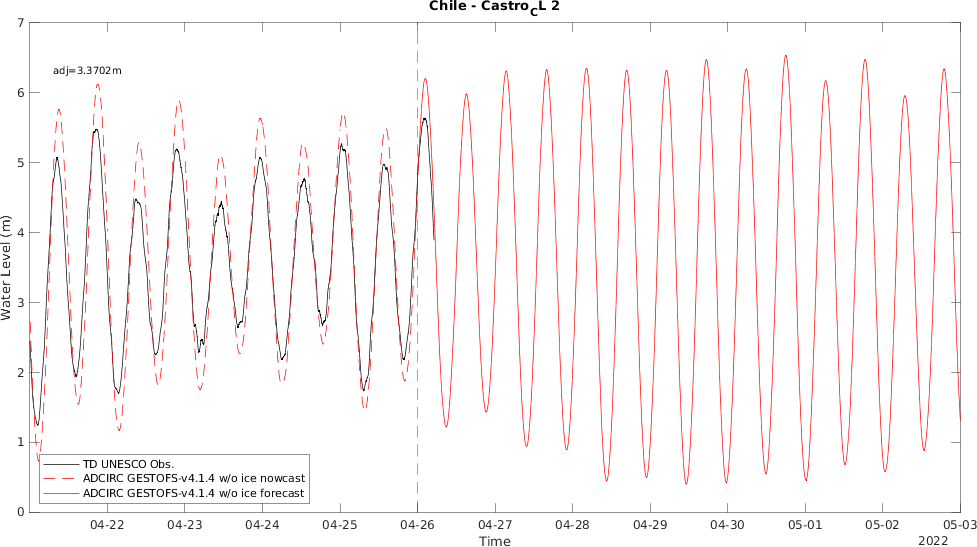 Chile - CastroCL 2
7
adj=3.3702m
6
5
4
Water Level (m)
3
2
1
TD UNESCO Obs.
ADCIRC GESTOFS-v4.1.4 w/o ice nowcast
ADCIRC GESTOFS-v4.1.4 w/o ice forecast
0
04-22 04-23 04-24 04-25 04-26 04-27 04-28 04-29 04-30 05-01 05-02 05-03
Time
2022